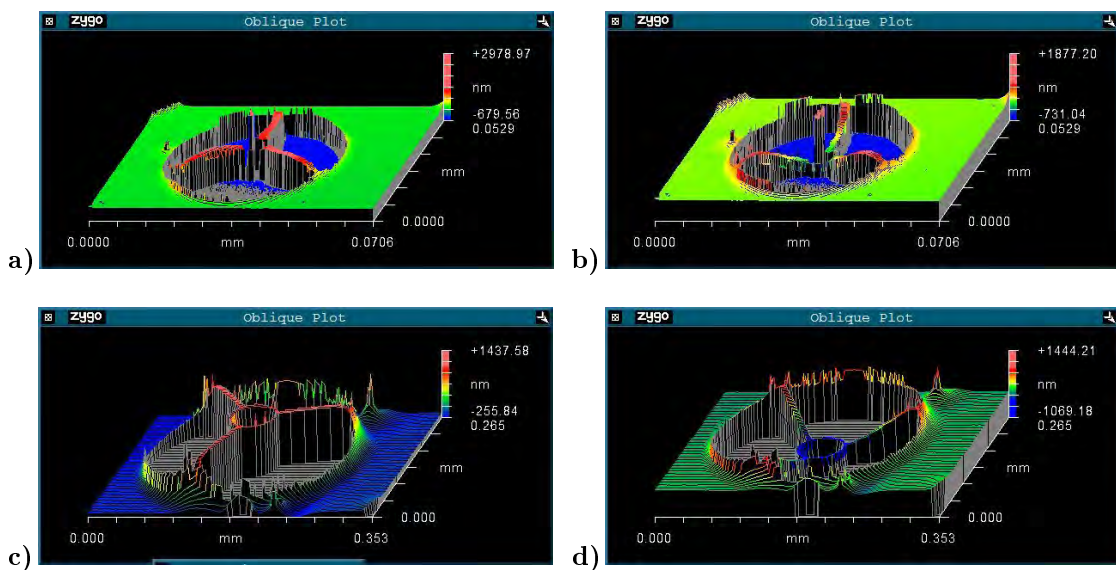 zygo Oblique Plot
+2978.97
nm
-679.56
0.0529
mm
0.0000
0.0000 mm 0.0706
a)
zygo Oblique Plot
+1877.20
nm
-731.04
0.0529
mm
0.0000
0.0000 mm 0.0706
b)
zygo Oblique Plot
+1437.58
nm
-255.84
0.265
mm
0.000
0.000 mm 0.353
c)
zygo Oblique Plot
+1444.21
nm
-1069.18
0.265
mm
0.000
0.000 mm 0.353
d)